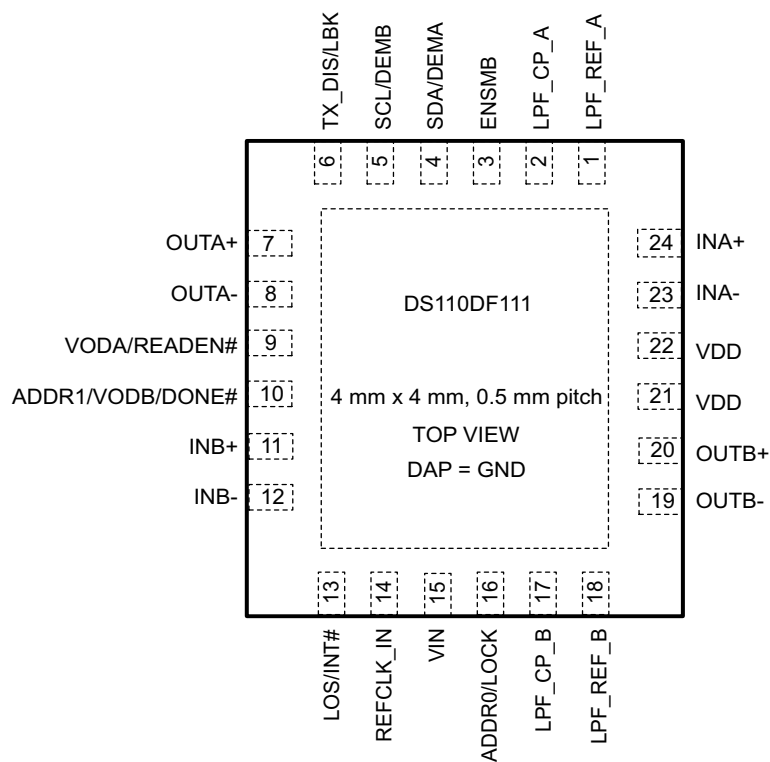 TX_DIS/LBK
SCL/DEMB
SDA/DEMA
ENSMB
LPF_CP_A
LPF_REF_A
6
5
4
3
2
1
OUTA+ 7
OUTA- 8
VODA/READEN# 9
ADDR1/VODB/DONE# 10
INB+ 11
INB- 12
DS110DF111
4 mm x 4 mm, 0.5 mm pitch
TOP VIEW
DAP = GND
24 INA+
23 INA-
22 VDD
21 VDD
20 OUTB+
19 OUTB-
13
14
15
16
17
18
LOS/INT#
REFCLK_IN
VIN
ADDR0/LOCK
LPF_CP_B
LPF_REF_B